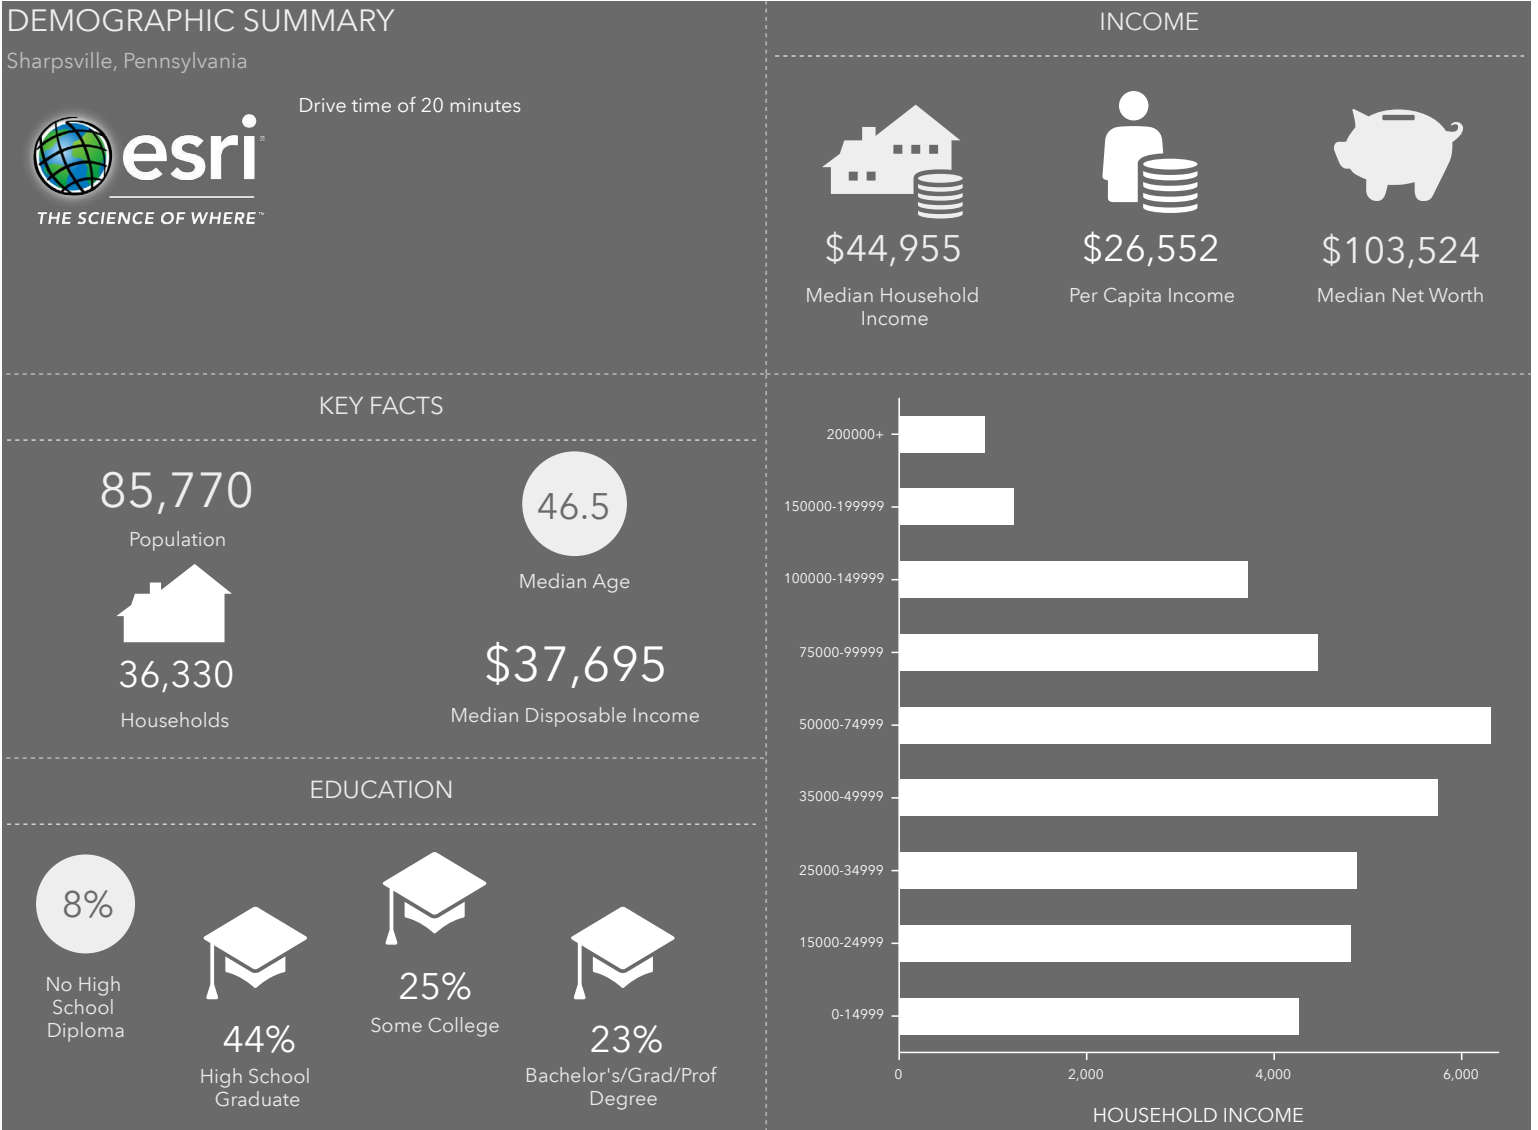 DEMOGRAPHIC SUMMARY
Sharpsville, Pennsylvania
Drive time of 20 minutes
esri
THE SCIENCE OF WHERE™
INCOME
$44,955
Median Household
Income
$26,552
Per Capita Income
$103,524
Median Net Worth
KEY FACTS
85,770
Population
46.5
Median Age
36,330
Households
$37,695
Median Disposable Income
EDUCATION
8%
No High
School
Diploma
44%
High School
Graduate
25%
Some College
23%
Bachelor's/Grad/Prof
Degree
200000+
150000-199999
100000-149999
75000-99999
50000-74999
35000-49999
25000-34999
15000-24999
0-14999
0
2,000
4,000
6,000
HOUSEHOLD INCOME